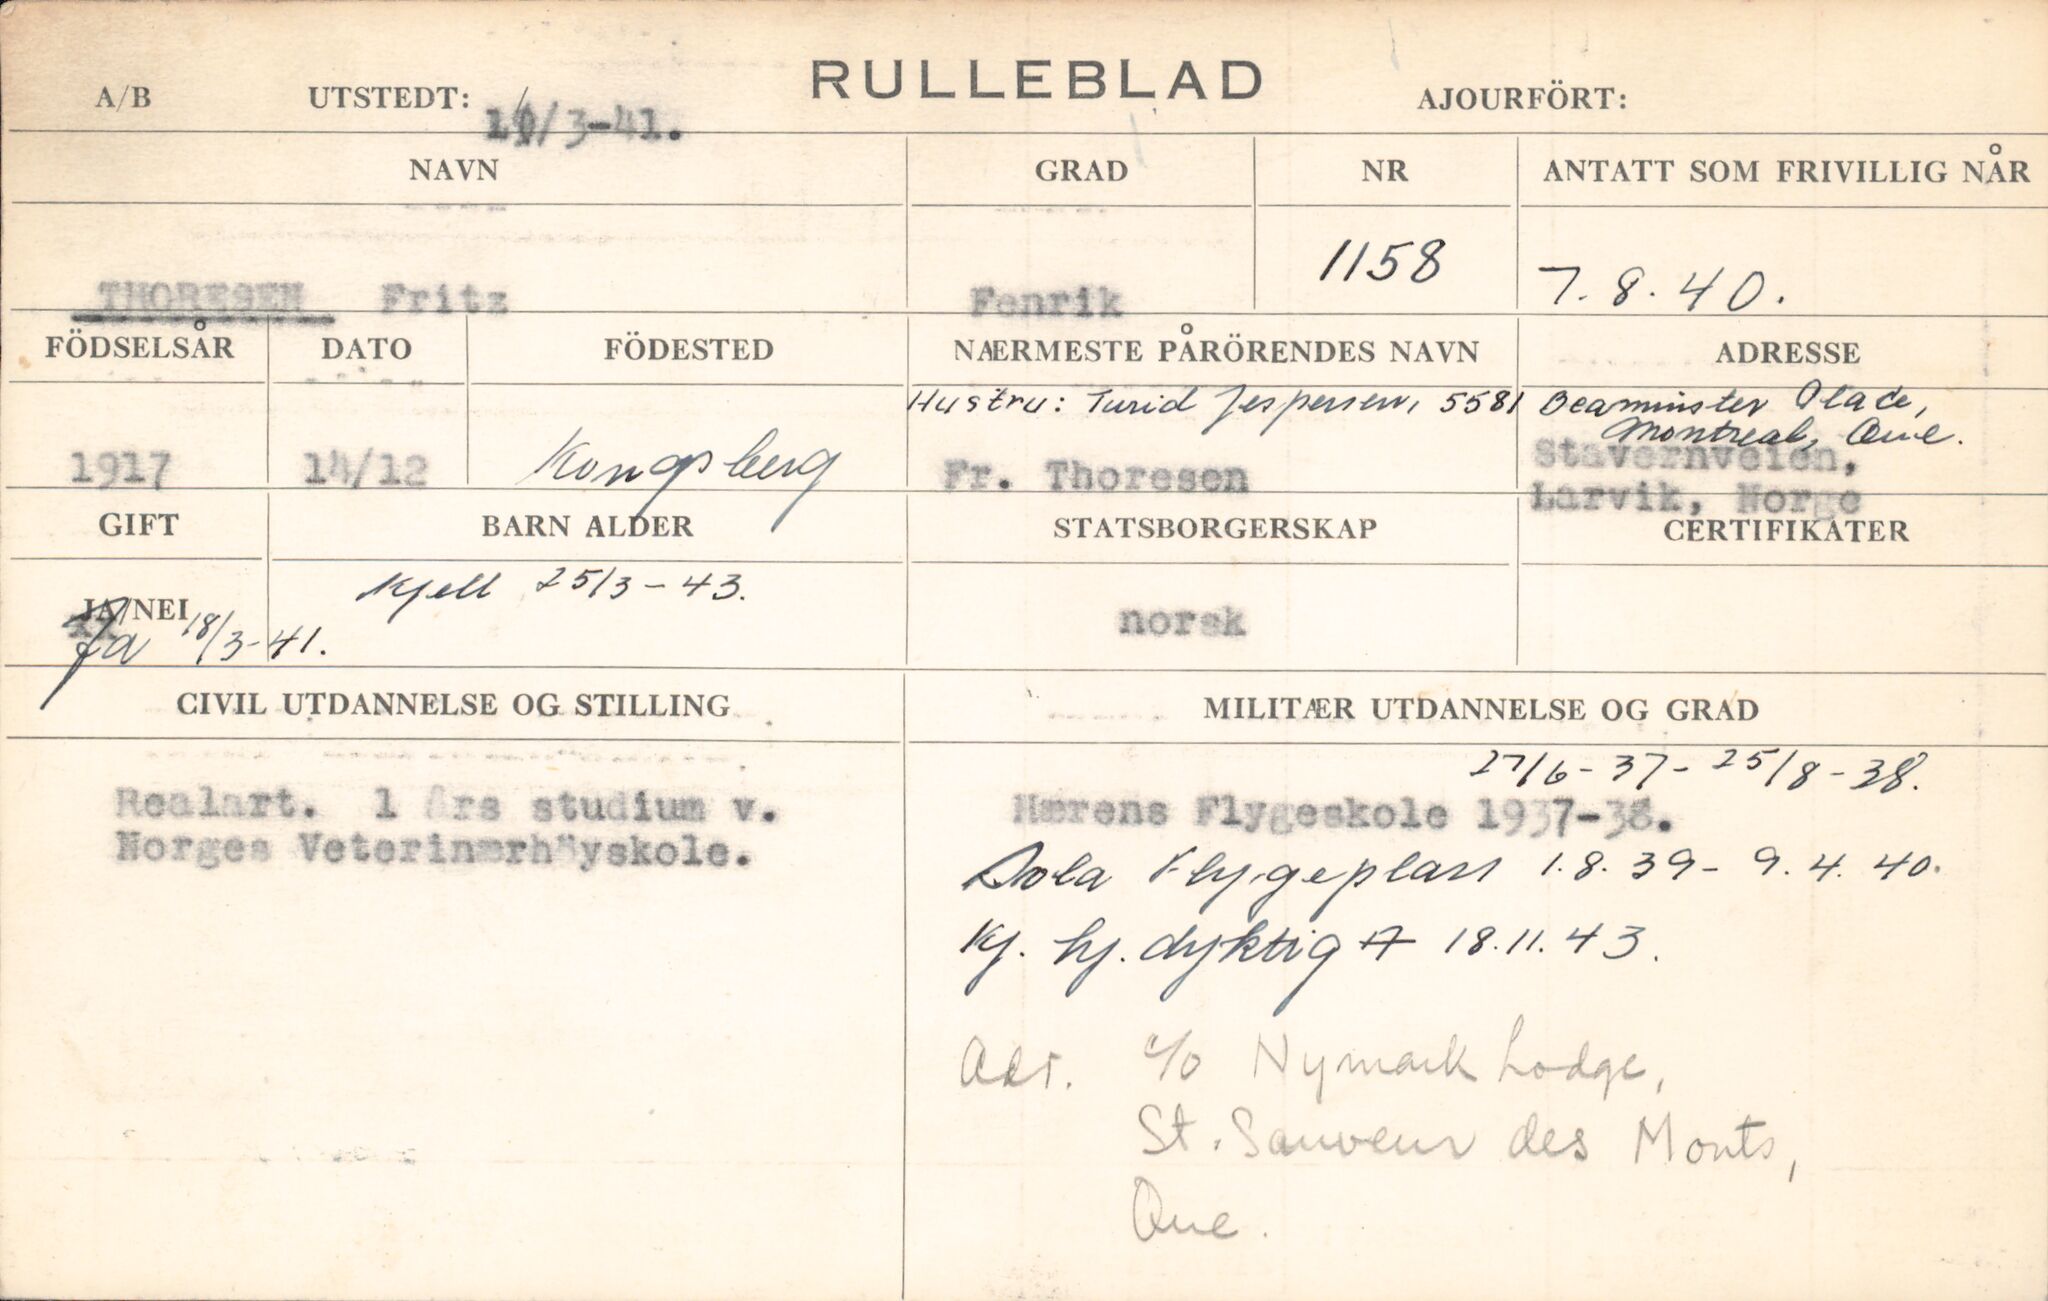 RULLEBLAD
A/B UTSTEDT: /3-41. AJOURFÖRT:
NAVN GRAD NR ANTATT SOM FRIVILLIG NÅR
THORESEN Fritz Fenrik 1158 7.8.40.
FÖDSELSÅR DATO FÖDESTED NÆRMESTE PÅRÖRENDES NAVN ADRESSE
Hustru: Turid Jespersen, 5581 Beaminster Place,
Montreal, Que.
1917 14/12 Kongsberg Fr. Thoresen Stavernveien,
Larvik, Norge
GIFT BARN ALDER STATSBORGERSKAP CERTIFIKATER
JA/NEI Kjell 25/3-43. norsk
Ja 18/3-41.
CIVIL UTDANNELSE OG STILLING MILITÆR UTDANNELSE OG GRAD
27/6-37-25/8-38.
Realart. 1 års studium v. Hærens Flygeskole 1937-38.
Norges Veterinærhöyskole.
Sola Flygeplass 1.8.39-9.4.40.
Kj. hj. dyktig A 18.11.43.
Adr. c/o Nymark Lodge,
St. Sauveur des Monts,
Que.